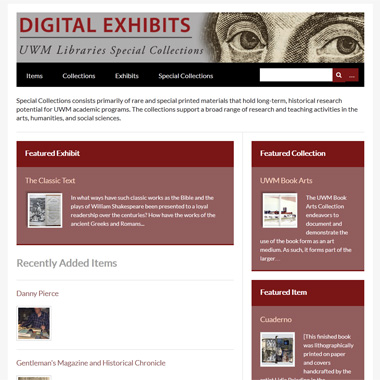 DIGITAL EXHIBITS
UWM Libraries Special Collections
Items Collections Exhibits Special Collections ...
Special Collections consists primarily of rare and special printed materials that hold long-term, historical research
potential for UWM academic programs. The collections support a broad range of research and teaching activities in the
arts, humanities, and social sciences.
Featured Exhibit
The Classic Text
In what ways have such classic works as the Bible and the
plays of William Shakespeare been presented to a loyal
readership over the centuries? How have the works of the
ancient Greeks and Romans...
Recently Added Items
Danny Pierce
Gentleman's Magazine and Historical Chronicle
Featured Collection
UWM Book Arts
The UWM Book
Arts Collection
endeavors to
document and
demonstrate the
use of the book form as an art
medium. As such, it forms part of the
larger…
Featured Item
Cuaderno
[This finished book
was lithographically
printed on paper
and covers
handcrafted by the